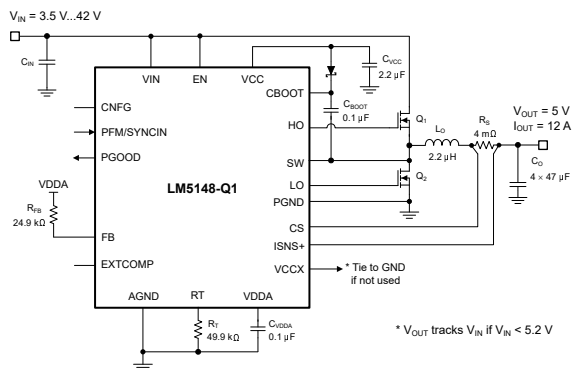 V_IN = 3.5 V...42 V
C_IN
VIN
EN
VCC
C_VCC
2.2 µF
CBOOT
C_BOOT
0.1 µF
CNFG
PFM/SYNCIN
PGOOD
VDDA
R_FB
24.9 kΩ
FB
EXTCOMP
LM5148-Q1
HO
Q_1
SW
LO
Q_2
PGND
CS
ISNS+
VCCX
L_O
2.2 µH
R_S
4 mΩ
V_OUT = 5 V
I_OUT = 12 A
C_O
4 × 47 µF
* Tie to GND
if not used
AGND
RT
VDDA
R_T
49.9 kΩ
C_VDDA
0.1 µF
* V_OUT tracks V_IN if V_IN < 5.2 V